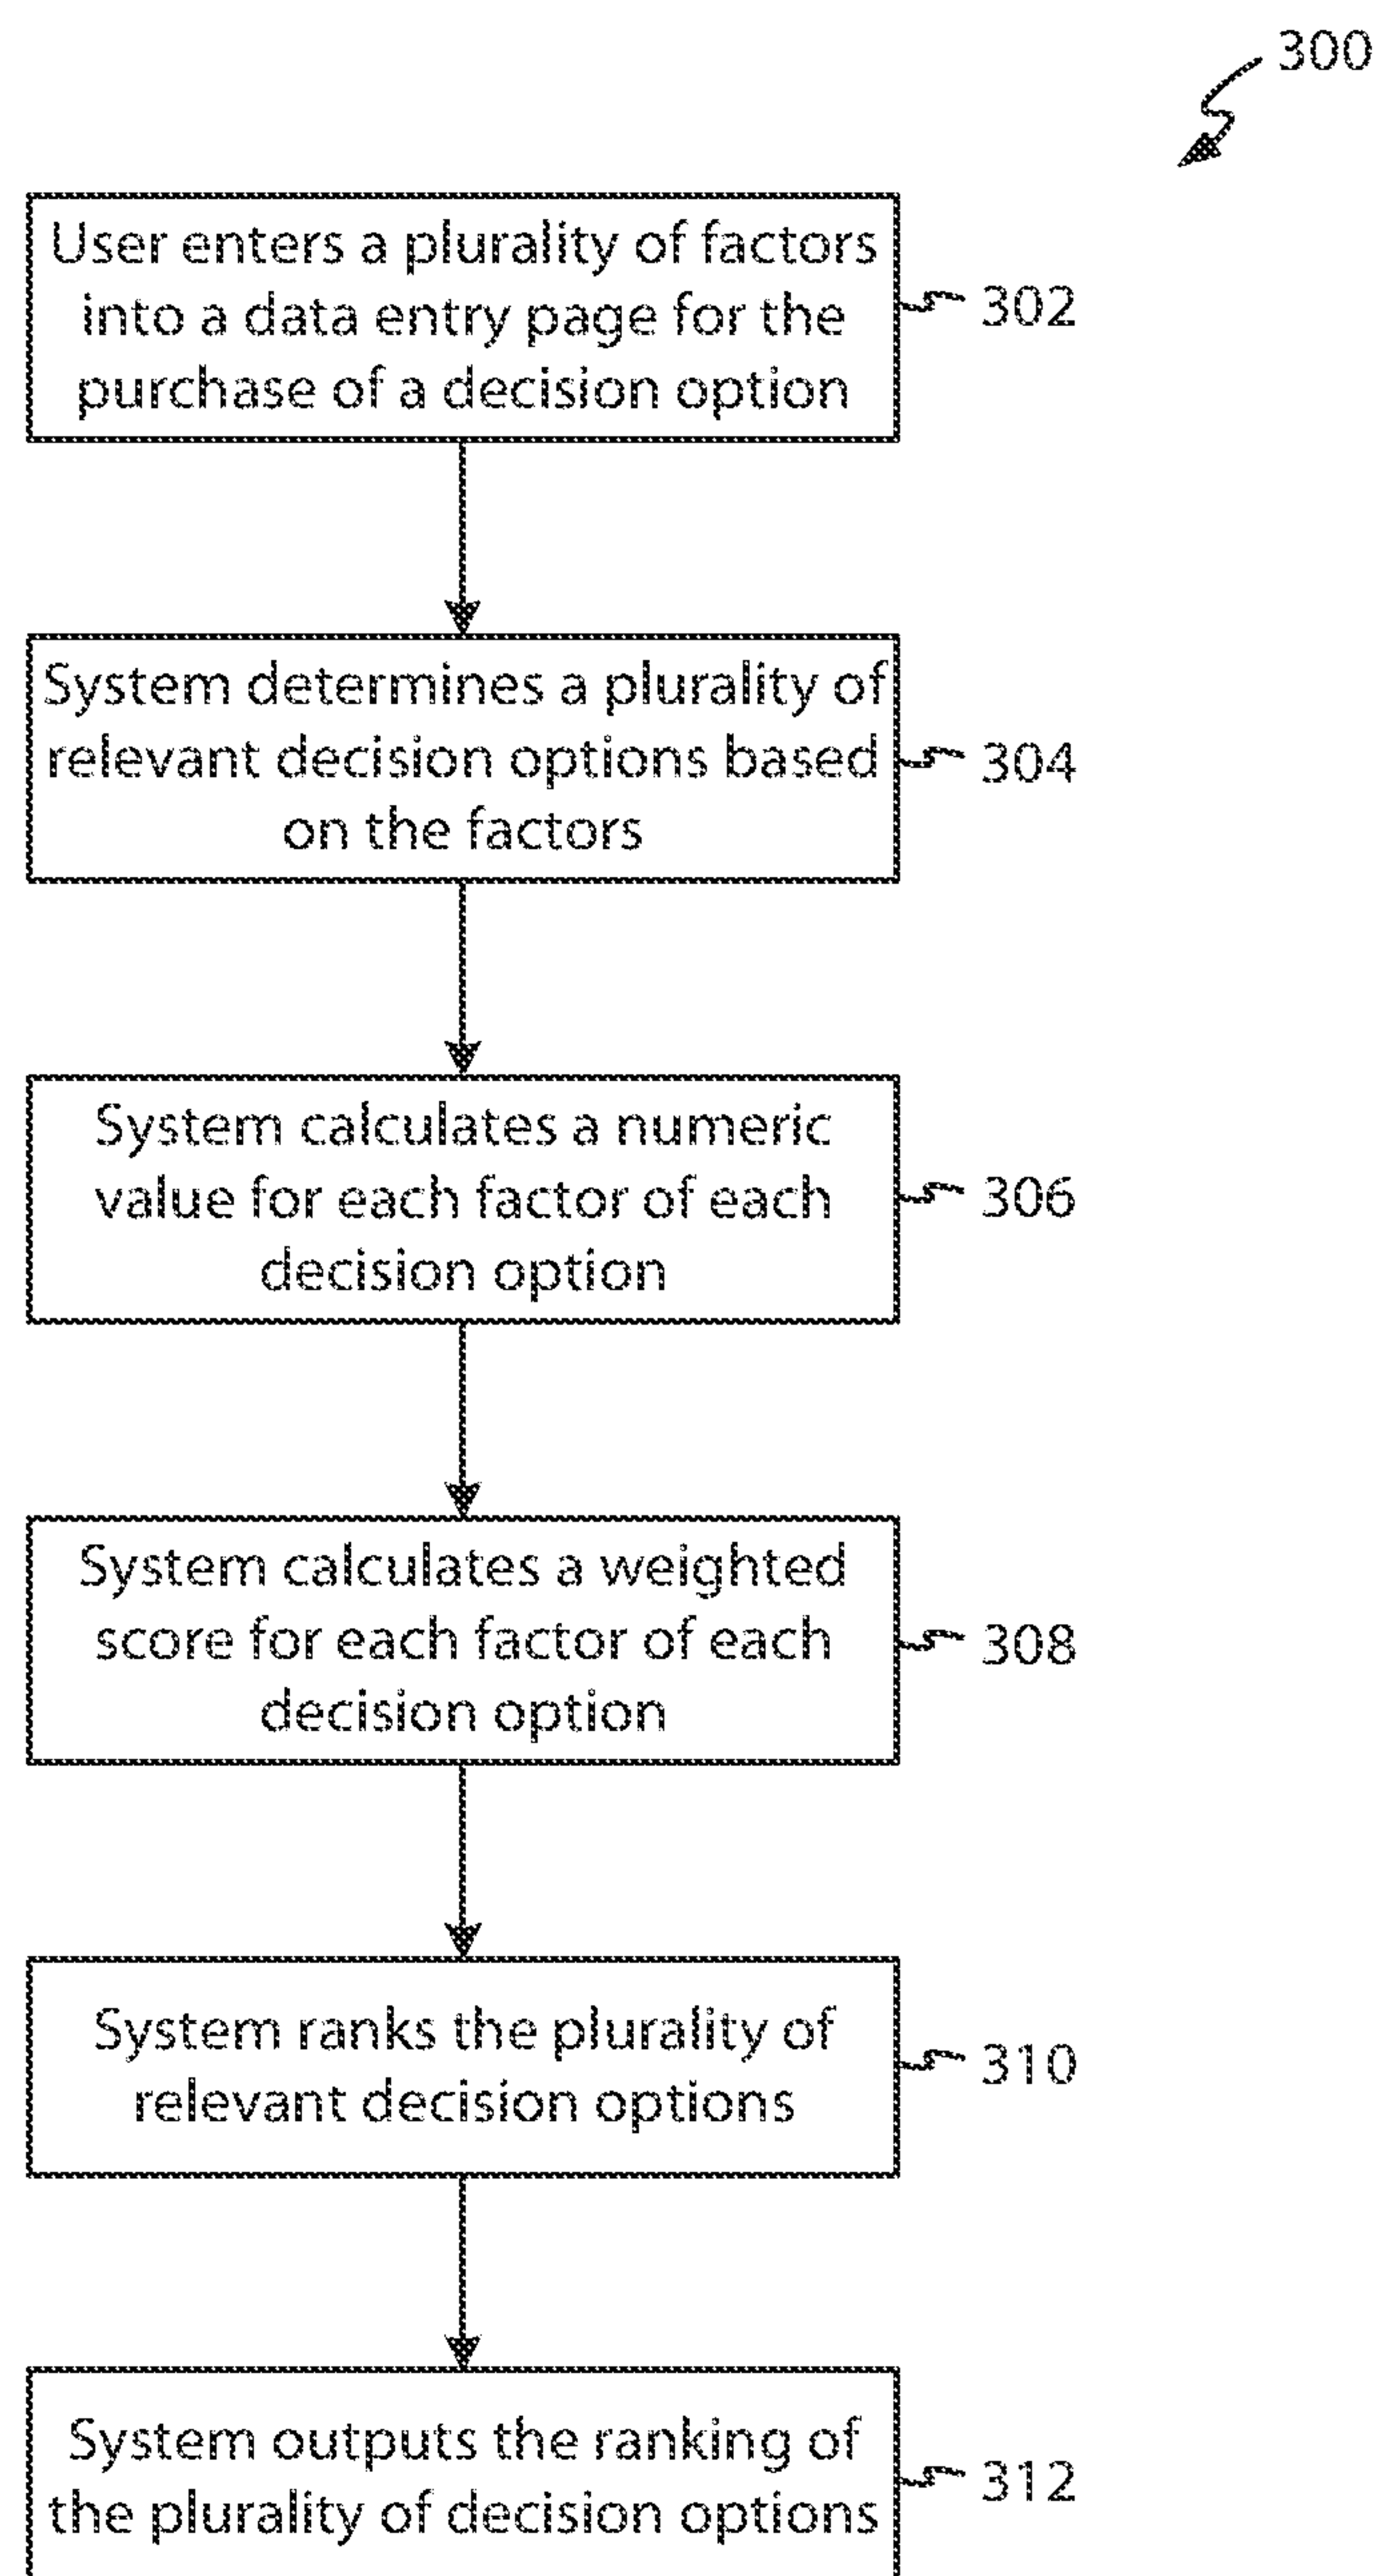 300
User enters a plurality of factors
into a data entry page for the
purchase of a decision option
302
System determines a plurality of
relevant decision options based
on the factors
304
System calculates a numeric
value for each factor of each
decision option
306
System calculates a weighted
score for each factor of each
decision option
308
System ranks the plurality of
relevant decision options
310
System outputs the ranking of
the plurality of decision options
312